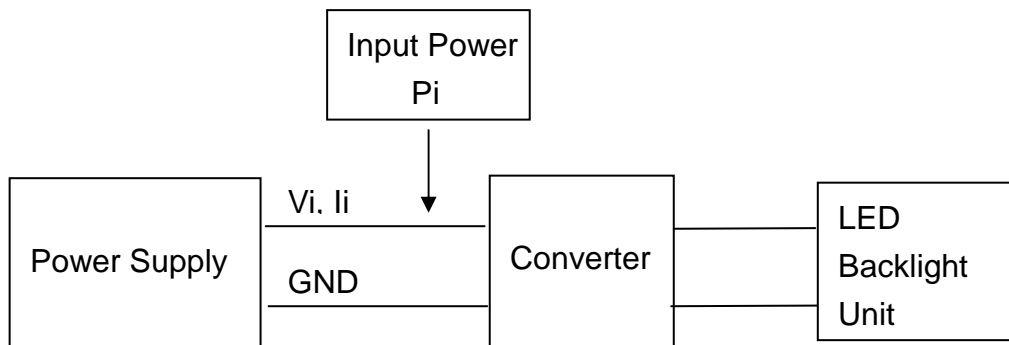 Input Power
Pi
Vi, Ii
Power Supply
GND
Converter
LED
Backlight
Unit